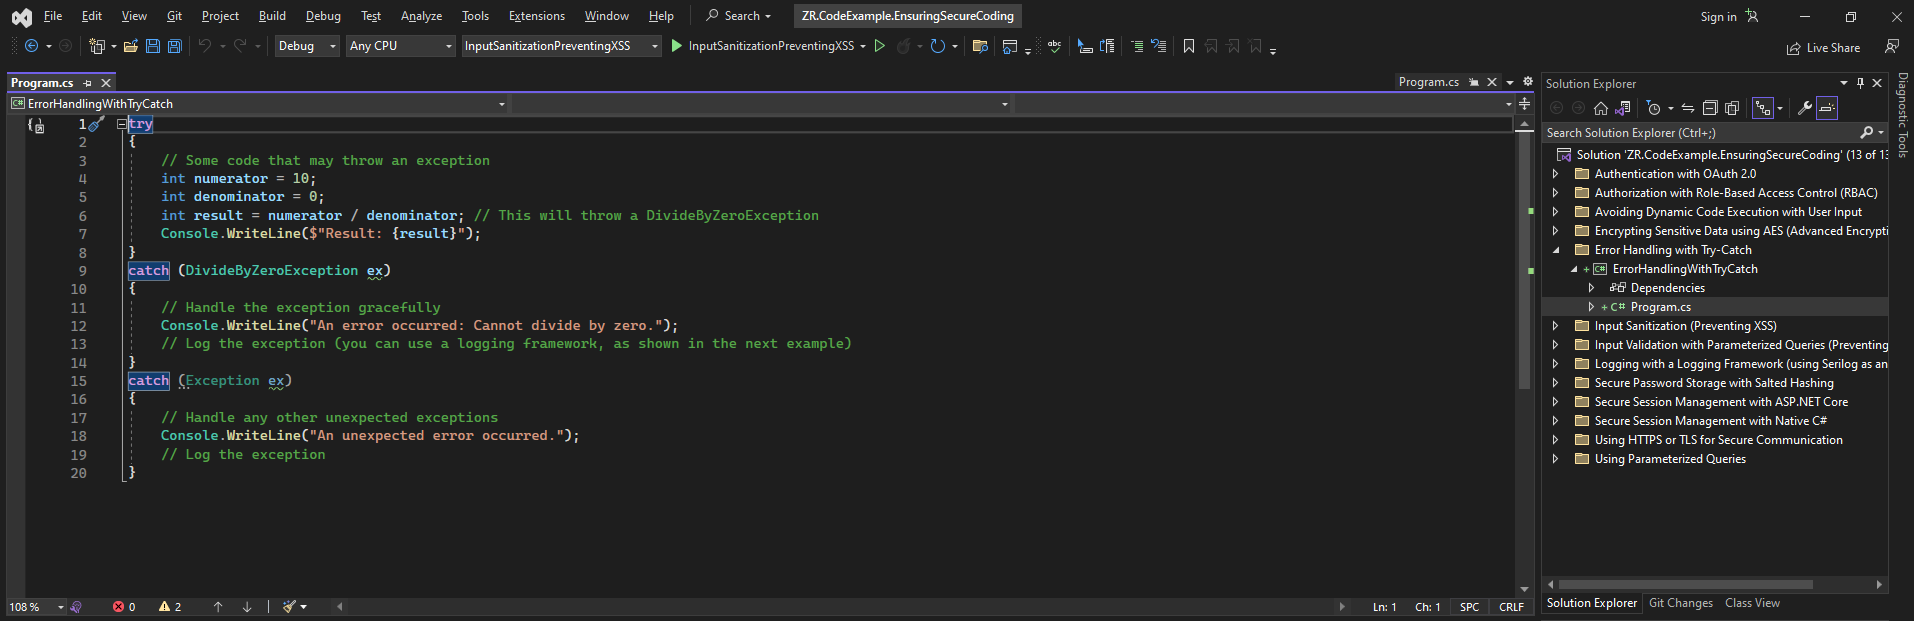 File Edit View Git Project Build Debug Test Analyze Tools Extensions Window Help Search ZR.CodeExample.EnsuringSecureCoding Sign in
Debug Any CPU InputSanitizationPreventingXSS InputSanitizationPreventingXSS Live Share
Program.cs Program.cs
ErrorHandlingWithTryCatch
1 try
2 {
3 // Some code that may throw an exception
4 int numerator = 10;
5 int denominator = 0;
6 int result = numerator / denominator; // This will throw a DivideByZeroException
7 Console.WriteLine($"Result: {result}");
8 }
9 catch (DivideByZeroException ex)
10 {
11 // Handle the exception gracefully
12 Console.WriteLine("An error occurred: Cannot divide by zero.");
13 // Log the exception (you can use a logging framework, as shown in the next example)
14 }
15 catch (Exception ex)
16 {
17 // Handle any other unexpected exceptions
18 Console.WriteLine("An unexpected error occurred.");
19 // Log the exception
20 }
108 % 0 2 Ln: 1 Ch: 1 SPC CRLF
Solution Explorer
Search Solution Explorer (Ctrl+;)
Solution 'ZR.CodeExample.EnsuringSecureCoding' (13 of 13
Authentication with OAuth 2.0
Authorization with Role-Based Access Control (RBAC)
Avoiding Dynamic Code Execution with User Input
Encrypting Sensitive Data using AES (Advanced Encrypti
Error Handling with Try-Catch
C# ErrorHandlingWithTryCatch
Dependencies
C# Program.cs
Input Sanitization (Preventing XSS)
Input Validation with Parameterized Queries (Preventing
Logging with a Logging Framework (using Serilog as an
Secure Password Storage with Salted Hashing
Secure Session Management with ASP.NET Core
Secure Session Management with Native C#
Using HTTPS or TLS for Secure Communication
Using Parameterized Queries
Solution Explorer Git Changes Class View
Diagnostic Tools